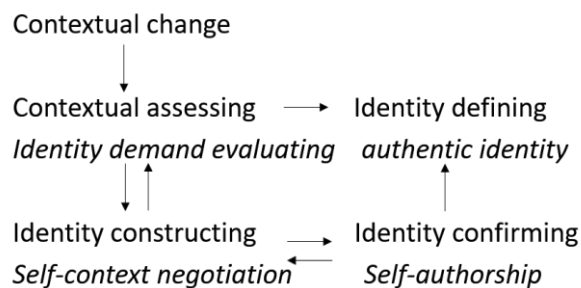 Contextual change
Contextual assessing Identity defining
Identity demand evaluating authentic identity
Identity constructing Identity confirming
Self-context negotiation Self-authorship